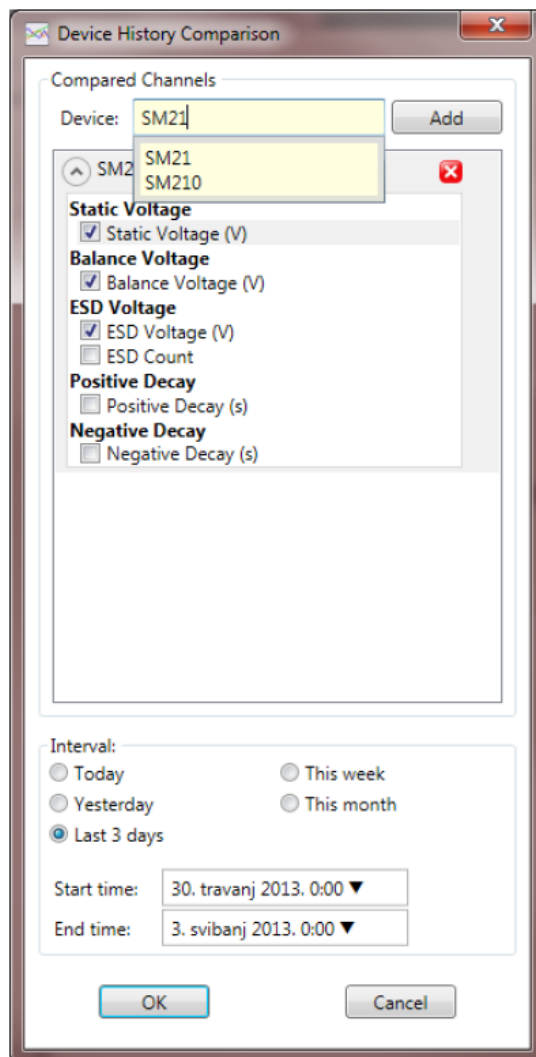 Device History Comparison
Compared Channels
Device: SM21 Add
SM21
SM210
SM2
Static Voltage
Static Voltage (V)
Balance Voltage
Balance Voltage (V)
ESD Voltage
ESD Voltage (V)
ESD Count
Positive Decay
Positive Decay (s)
Negative Decay
Negative Decay (s)
Interval:
Today This week
Yesterday This month
Last 3 days
Start time: 30. travanj 2013. 0:00
End time: 3. svibanj 2013. 0:00
OK Cancel